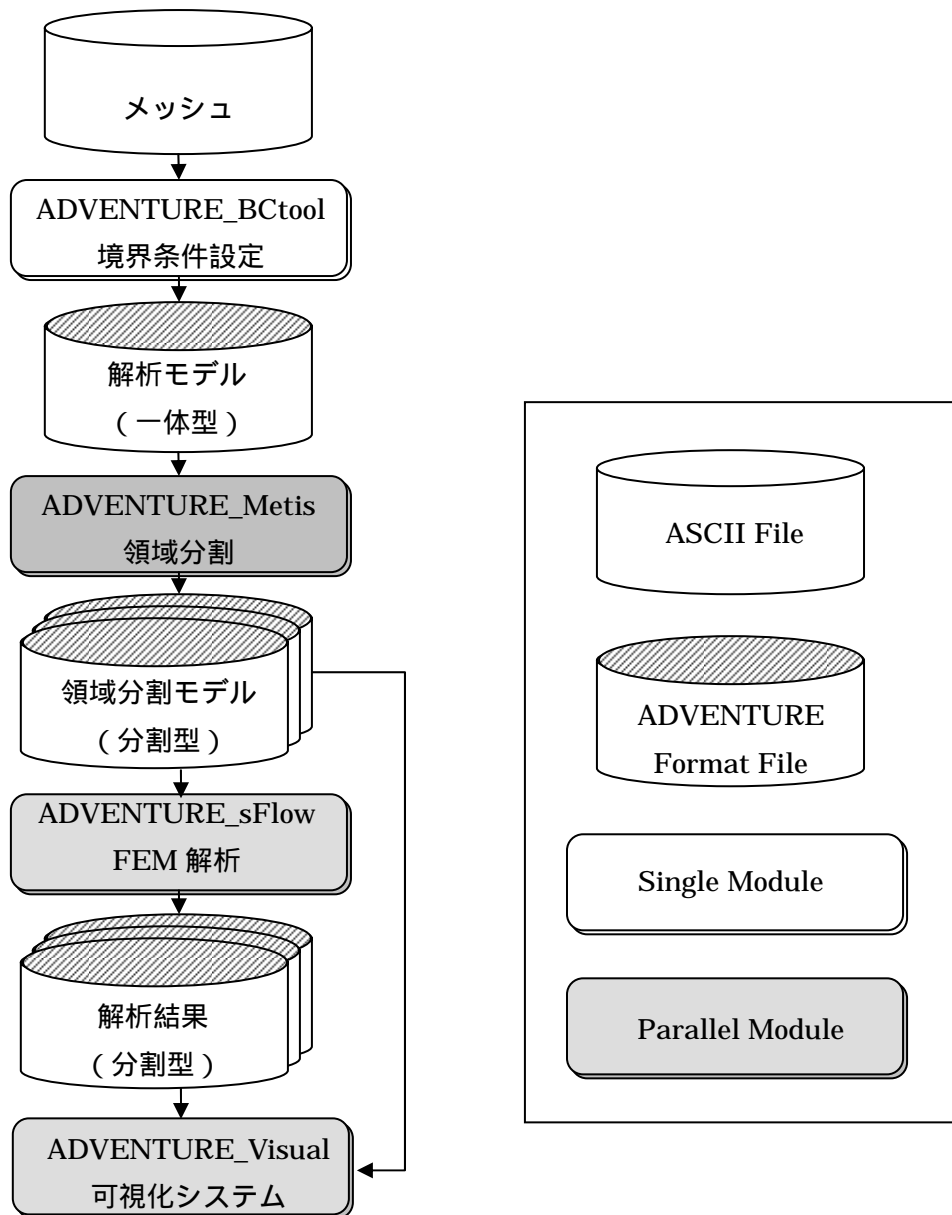 メッシュ
ADVENTURE_BCtool
境界条件設定
解析モデル
（一体型）
ADVENTURE_Metis
領域分割
領域分割モデル
（分割型）
ADVENTURE_sFlow
FEM 解析
解析結果
（分割型）
ADVENTURE_Visual
可視化システム
ASCII File
ADVENTURE
Format File
Single Module
Parallel Module